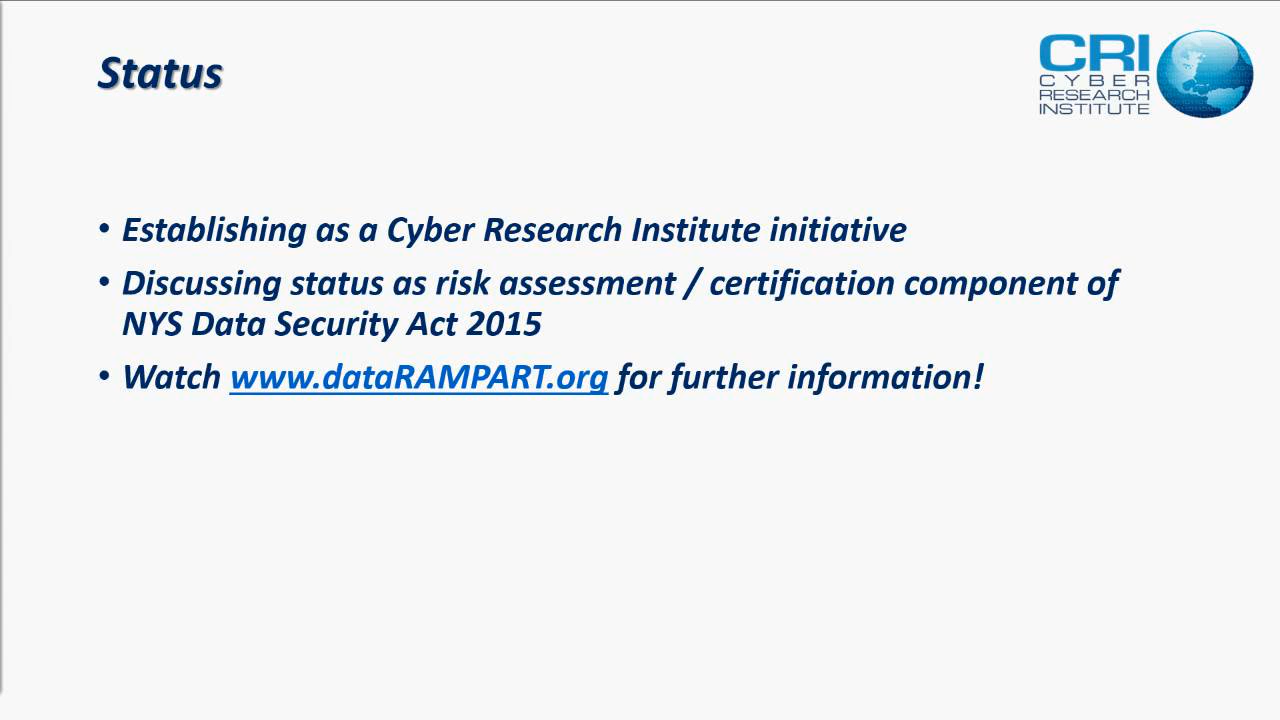 Status
CRI
CYBER
RESEARCH
INSTITUTE
• Establishing as a Cyber Research Institute initiative
• Discussing status as risk assessment / certification component of
NYS Data Security Act 2015
• Watch www.dataRAMPART.org for further information!